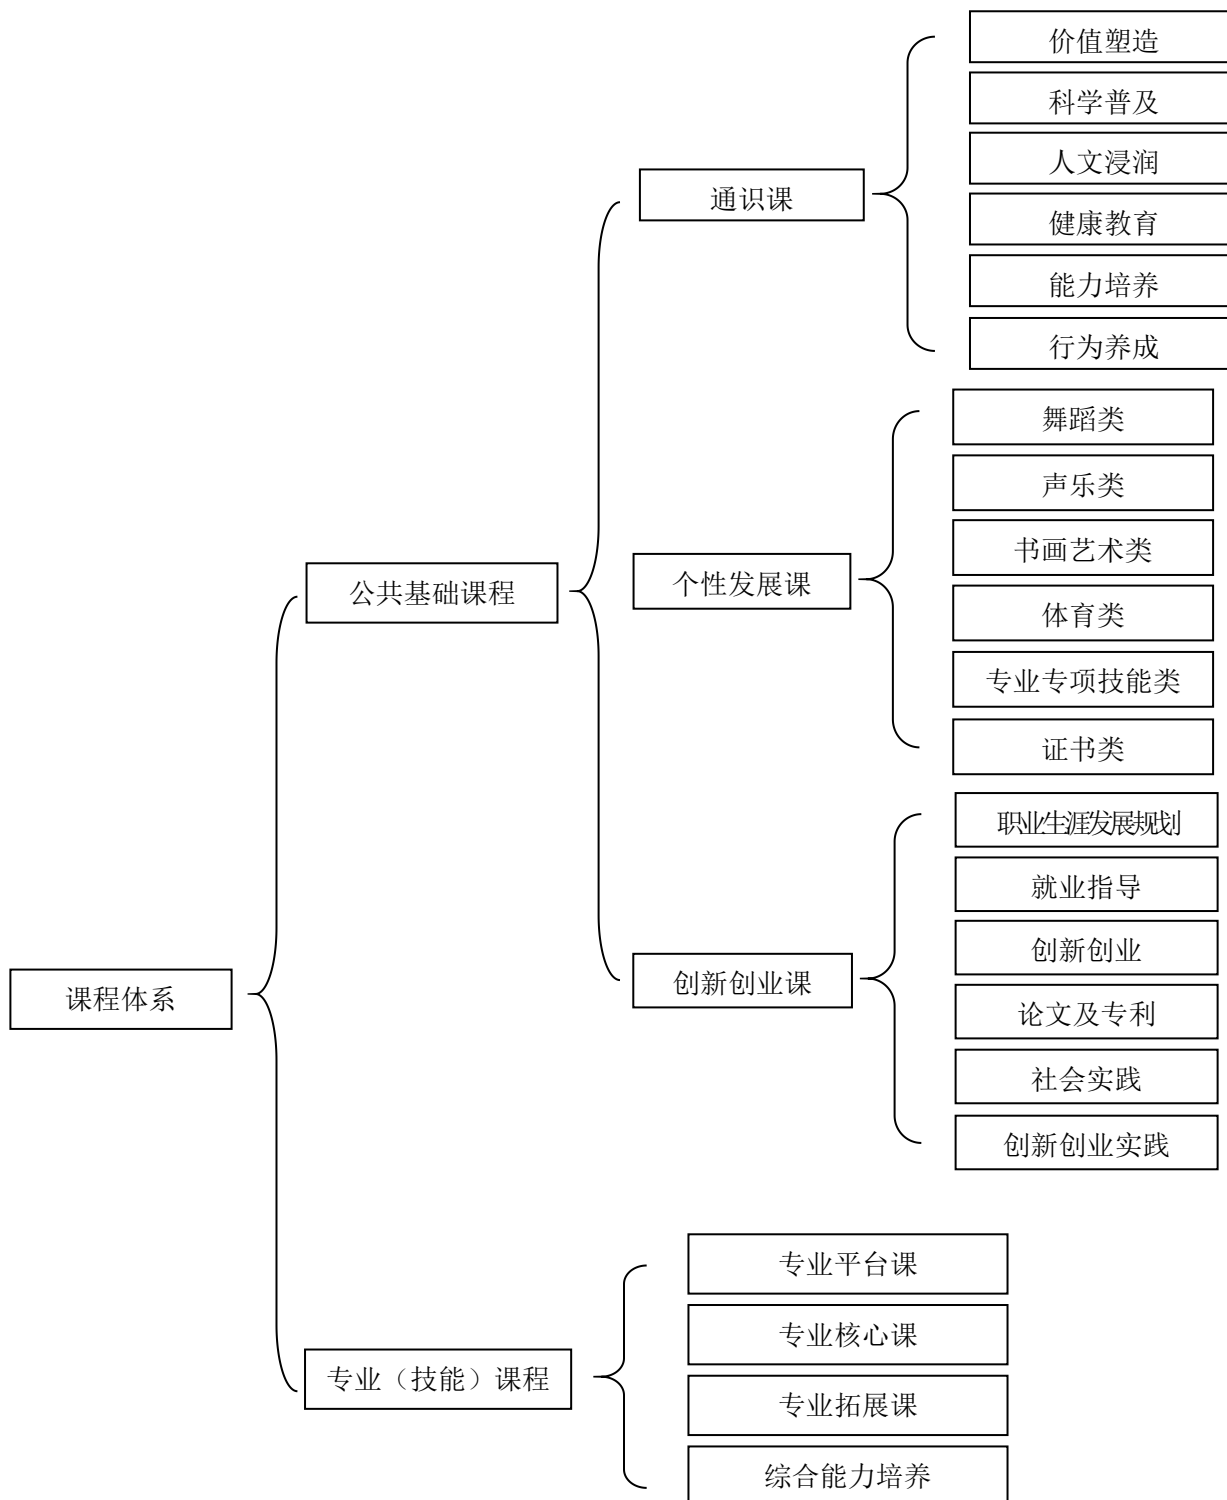 价值塑造
科学普及
人文浸润
通识课
健康教育
能力培养
行为养成
舞蹈类
声乐类
书画艺术类
个性发展课
公共基础课程
体育类
专业专项技能类
证书类
职业生涯发展规划
就业指导
创新创业
创新创业课
课程体系
论文及专利
社会实践
创新创业实践
专业平台课
专业核心课
专业（技能）课程
专业拓展课
综合能力培养